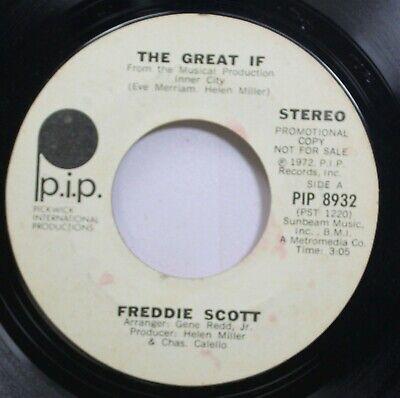 THE GREAT IF
From the Musical Production
Inner City
(Eve Merriam. Helen Miller)
STEREO
PROMOTIONAL
COPY
NOT FOR SALE
℗ 1972. P.I.P.
Records, Inc.
SIDE A
PIP 8932
(PST 1220)
Sunbeam Music,
Inc., B.M.I.
A Metromedia Co.
Time: 3:05
p.i.p.
PICKWICK
INTERNATIONAL
PRODUCTIONS
FREDDIE SCOTT
Arranger: Gene Redd, Jr.
Producer: Helen Miller
& Chas. Calello